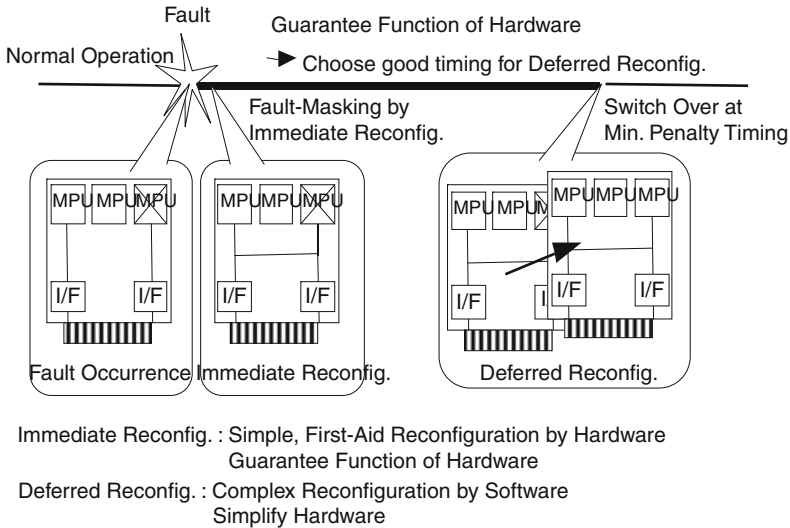 Fault
Guarantee Function of Hardware
Normal Operation
Choose good timing for Deferred Reconfig.
Fault-Masking by
Immediate Reconfig.
Switch Over at
Min. Penalty Timing
MPU MPU MPU
I/F I/F
Fault Occurrence
MPU MPU MPU
I/F I/F
Immediate Reconfig.
MPU MPU
I/F
MPU MPU MPU
I/F I/F
Deferred Reconfig.
Immediate Reconfig. : Simple, First-Aid Reconfiguration by Hardware
Guarantee Function of Hardware
Deferred Reconfig. : Complex Reconfiguration by Software
Simplify Hardware